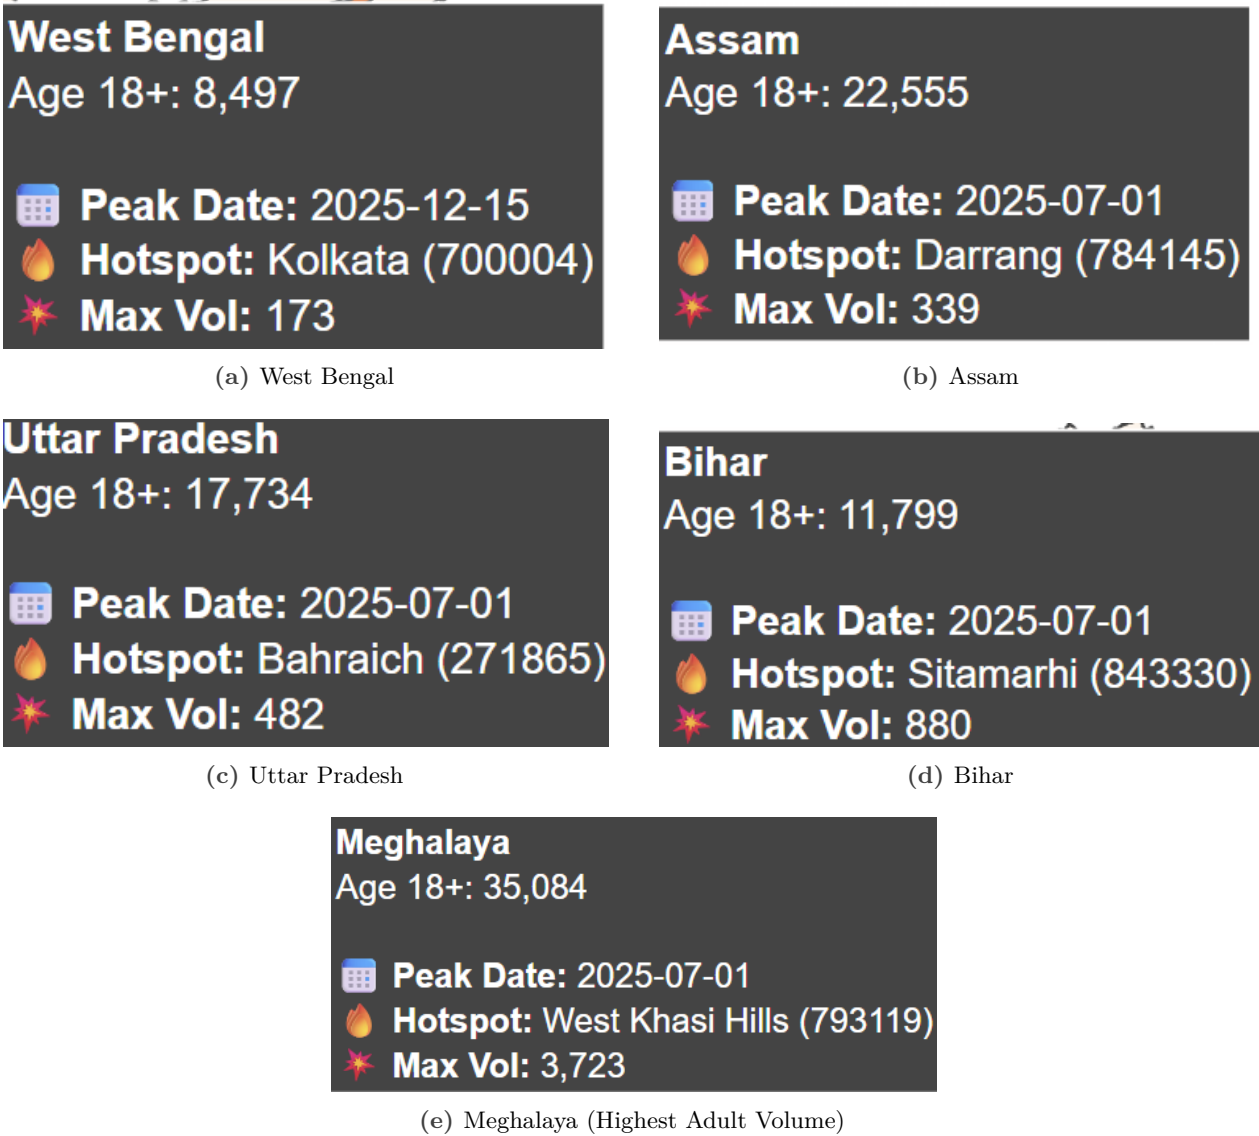 West Bengal
Age 18+: 8,497
Peak Date: 2025-12-15
Hotspot: Kolkata (700004)
Max Vol: 173
(a) West Bengal
Assam
Age 18+: 22,555
Peak Date: 2025-07-01
Hotspot: Darrang (784145)
Max Vol: 339
(b) Assam
Uttar Pradesh
Age 18+: 17,734
Peak Date: 2025-07-01
Hotspot: Bahraich (271865)
Max Vol: 482
(c) Uttar Pradesh
Bihar
Age 18+: 11,799
Peak Date: 2025-07-01
Hotspot: Sitamarhi (843330)
Max Vol: 880
(d) Bihar
Meghalaya
Age 18+: 35,084
Peak Date: 2025-07-01
Hotspot: West Khasi Hills (793119)
Max Vol: 3,723
(e) Meghalaya (Highest Adult Volume)